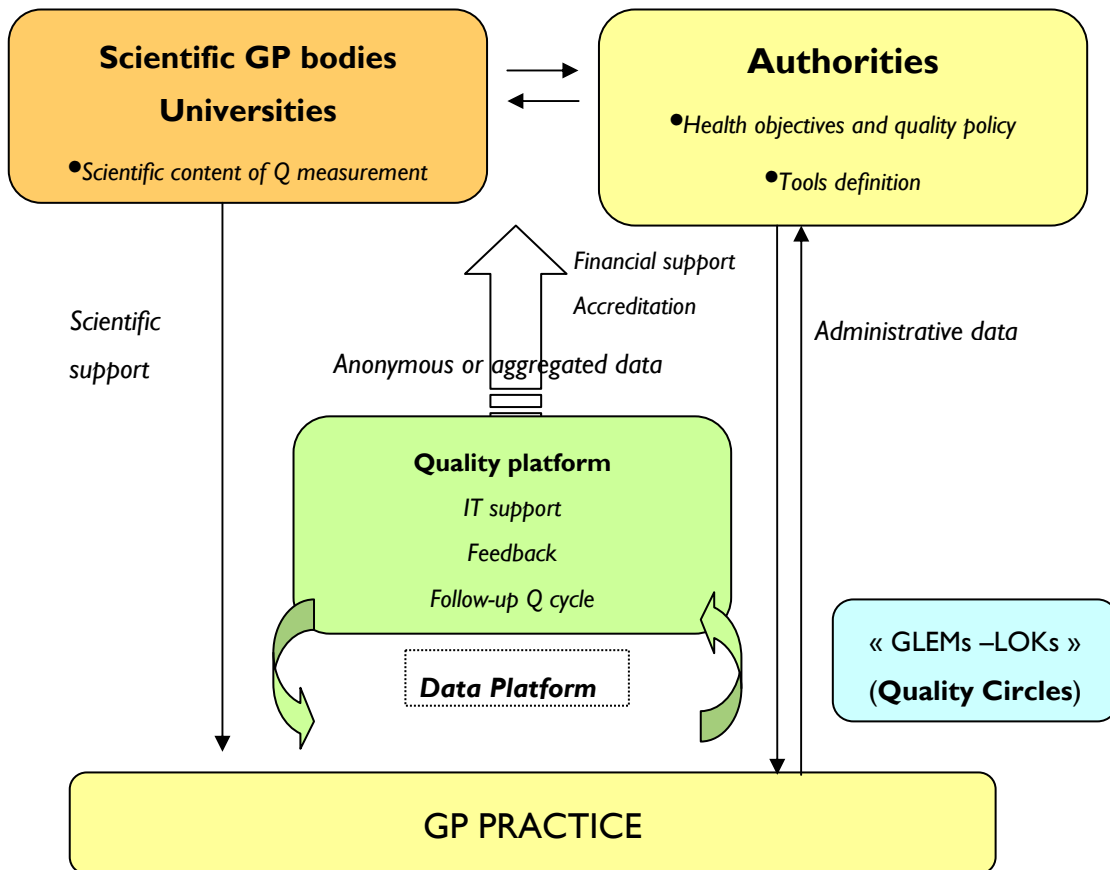 Scientific GP bodies
Universities
•Scientific content of Q measurement
Authorities
•Health objectives and quality policy
•Tools definition
Financial support
Accreditation
Scientific
support
Administrative data
Anonymous or aggregated data
Quality platform
IT support
Feedback
Follow-up Q cycle
« GLEMs –LOKs »
(Quality Circles)
Data Platform
GP PRACTICE